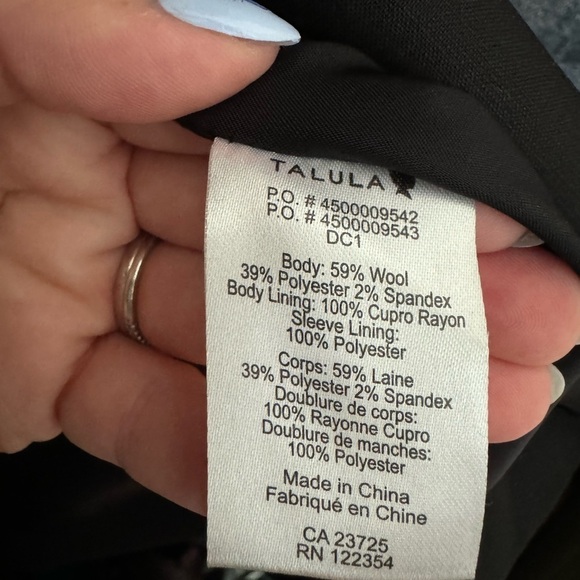 TALULA
P.O. # 4500009542
P.O. # 4500009543
DC1
Body: 59% Wool
39% Polyester 2% Spandex
Body Lining: 100% Cupro Rayon
Sleeve Lining:
100% Polyester
Corps: 59% Laine
39% Polyester 2% Spandex
Doublure de corps:
100% Rayonne Cupro
Doublure de manches:
100% Polyester
Made in China
Fabriqué en Chine
CA 23725
RN 122354